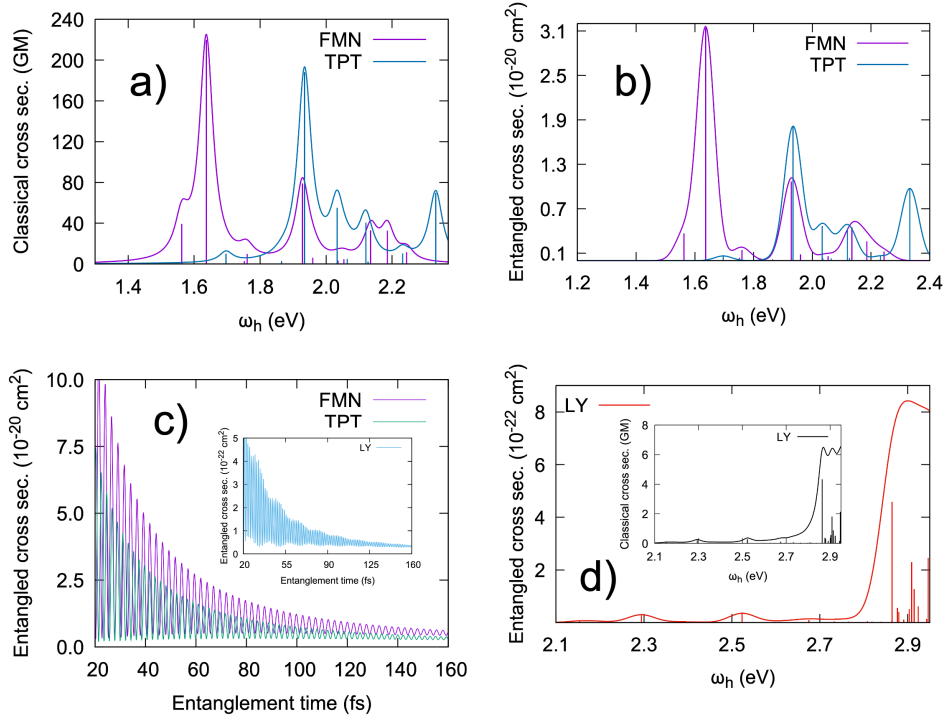 240
200
160
120
80
40
0
Classical cross sec. (GM)
a)
FMN
TPT
1.4 1.6 1.8 2.0 2.2
ωh (eV)
3.1
2.5
1.9
1.3
0.7
0.1
Entangled cross sec. (10-20 cm2)
b)
FMN
TPT
1.2 1.4 1.6 1.8 2.0 2.2 2.4
ωh (eV)
10.0
7.5
5.0
2.5
0.0
Entangled cross sec. (10-20 cm2)
c)
FMN
TPT
5
4
3
2
1
0
Entangled cross sec. (10-22 cm2)
LY
20 55 90 125 160
Entanglement time (fs)
20 40 60 80 100 120 140 160
Entanglement time (fs)
8
6
4
2
Entangled cross sec. (10-22 cm2)
LY
d)
8
6
4
2
0
Classical cross sec. (GM)
LY
2.1 2.3 2.5 2.7 2.9
ωh (eV)
2.1 2.3 2.5 2.7 2.9
ωh (eV)